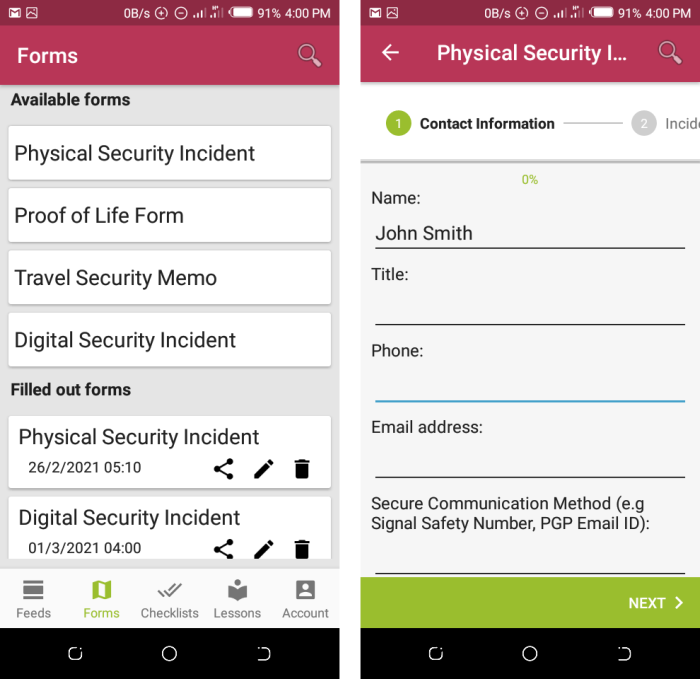 0B/s 91% 4:00 PM
Forms
Available forms
Physical Security Incident
Proof of Life Form
Travel Security Memo
Digital Security Incident
Filled out forms
Physical Security Incident
26/2/2021 05:10
Digital Security Incident
01/3/2021 04:00
Feeds Forms Checklists Lessons Account
0B/s 91% 4:00 PM
Physical Security I...
1 Contact Information 2 Incide
0%
Name:
John Smith
Title:
Phone:
Email address:
Secure Communication Method (e.g
Signal Safety Number, PGP Email ID):
NEXT